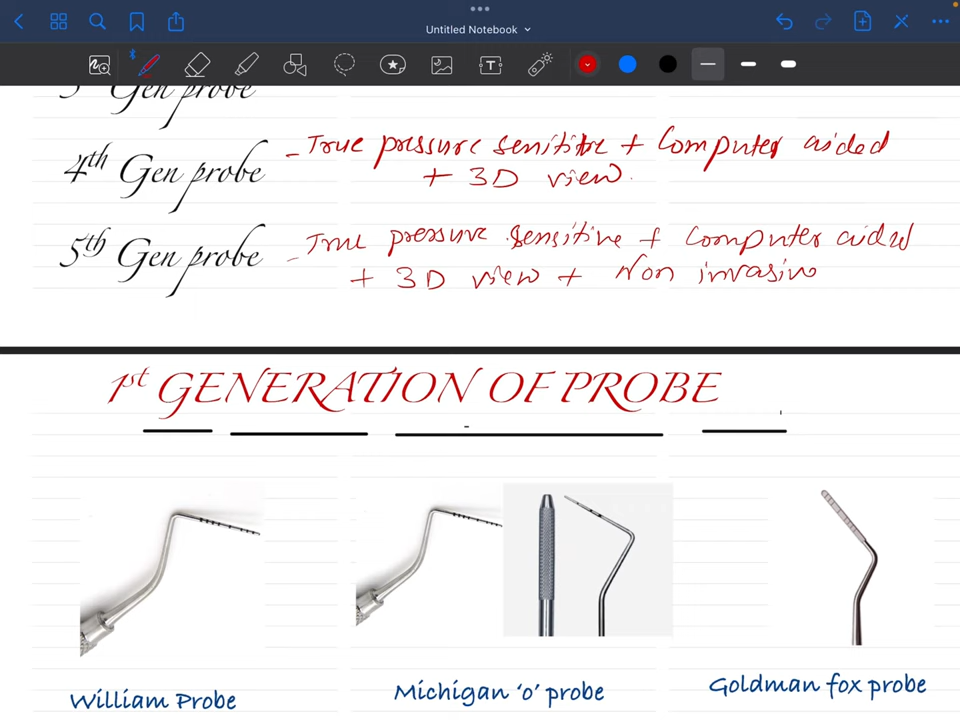 Untitled Notebook
T
Gen probe
4th Gen probe
- True pressure sensitive + Computer aided
+ 3D view.
5th Gen probe
- True pressure sensitive + Computer aided
+ 3D view + Non invasive
1st GENERATION OF PROBE
William Probe
Michigan 'o' probe
Goldman fox probe